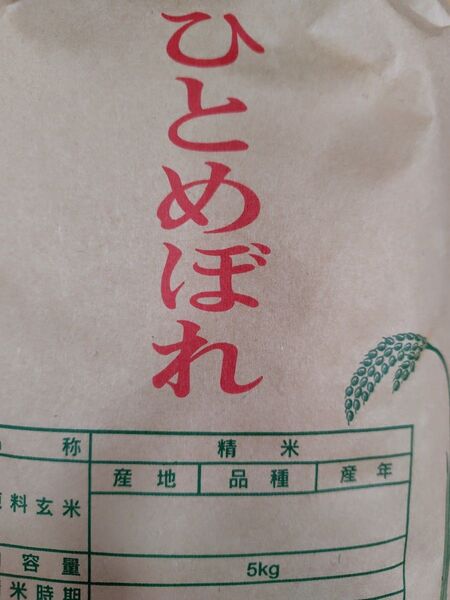 ひとめぼれ
称 精米
産地 品種 産年
料玄米
容量 5kg
米時期